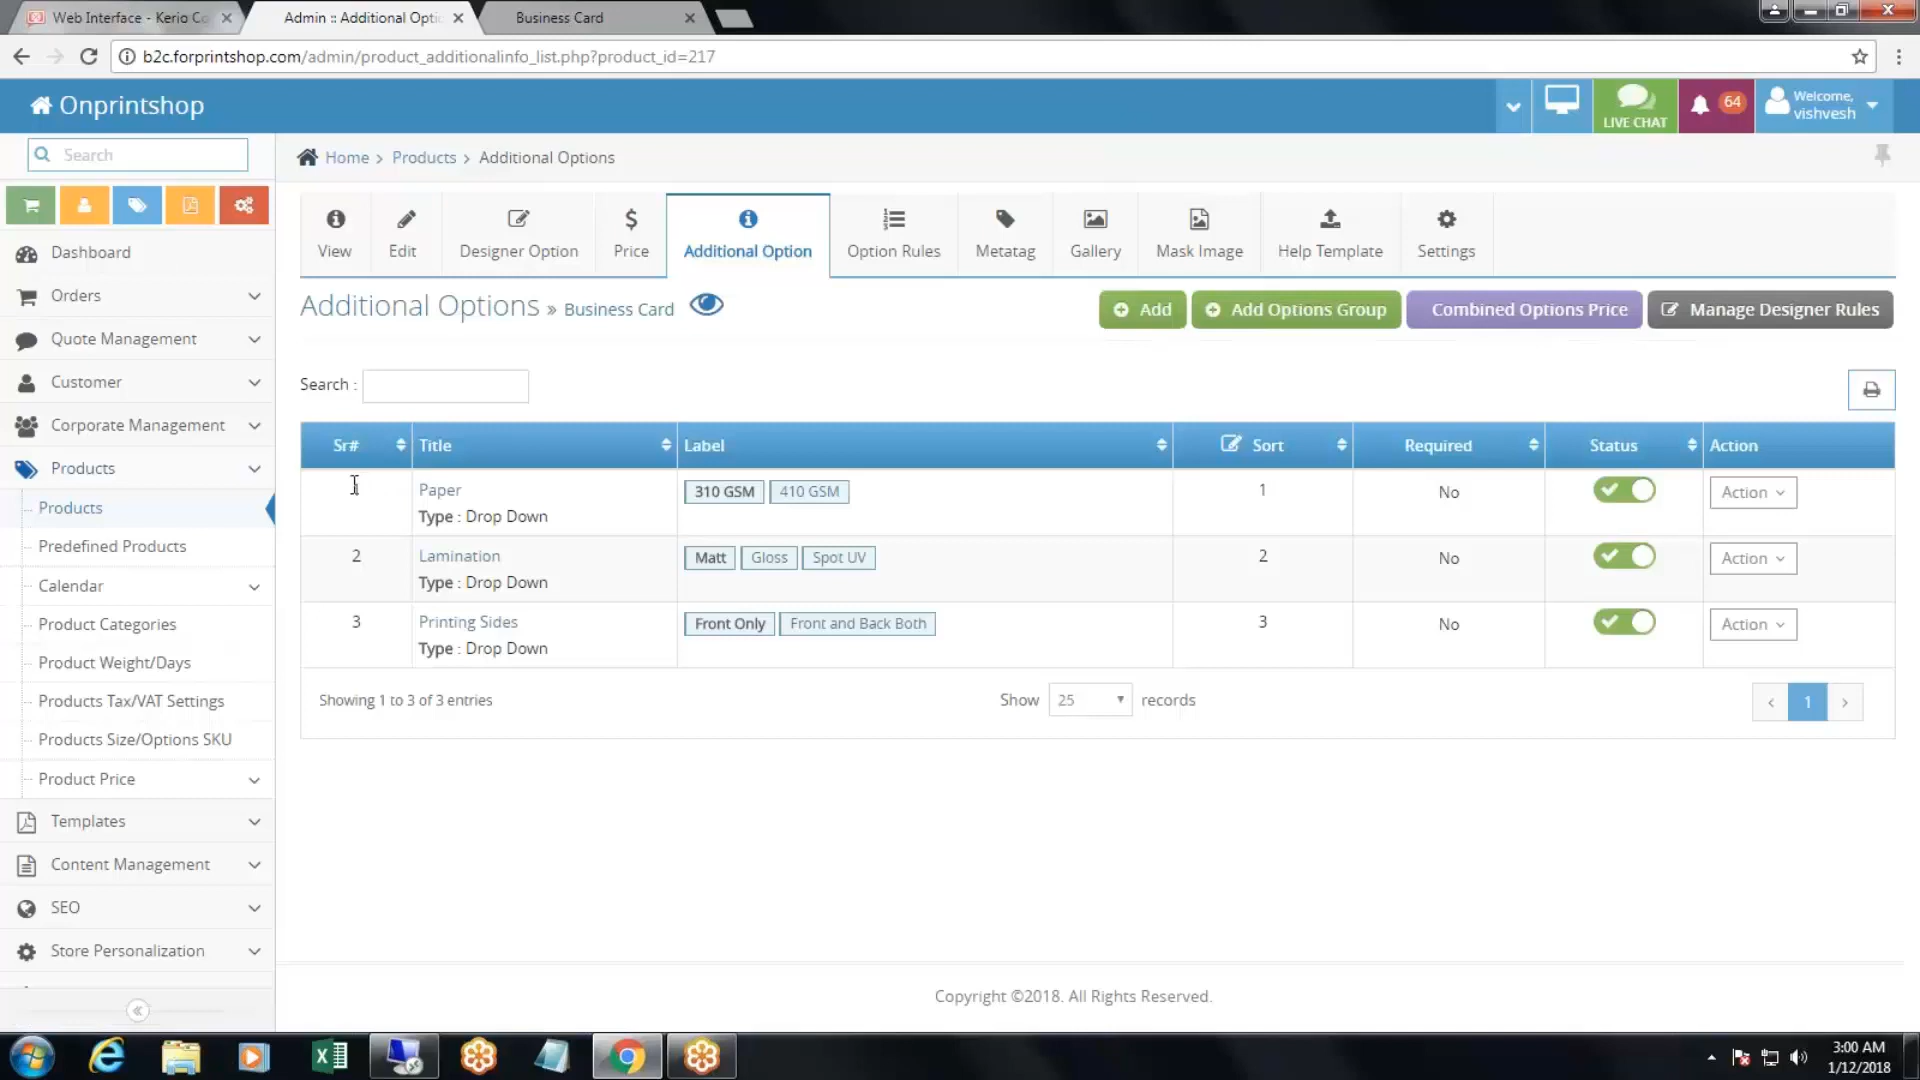 Web Interface - Kerio Co
Admin :: Additional Opti
Business Card
b2c.forprintshop.com/admin/product_additionalinfo_list.php?product_id=217
Onprintshop
LIVE CHAT
64
Welcome,
vishvesh
Search
Home > Products > Additional Options
View
Edit
Designer Option
Price
Additional Option
Option Rules
Metatag
Gallery
Mask Image
Help Template
Settings
Dashboard
Orders
Quote Management
Customer
Corporate Management
Products
Products
Predefined Products
Calendar
Product Categories
Product Weight/Days
Products Tax/VAT Settings
Products Size/Options SKU
Product Price
Templates
Content Management
SEO
Store Personalization
Additional Options » Business Card
Add
Add Options Group
Combined Options Price
Manage Designer Rules
Search :
Sr# Title Label Sort Required Status Action
1 Paper 310 GSM 410 GSM 1 No Action
Type : Drop Down
2 Lamination Matt Gloss Spot UV 2 No Action
Type : Drop Down
3 Printing Sides Front Only Front and Back Both 3 No Action
Type : Drop Down
Showing 1 to 3 of 3 entries
Show 25 records
< 1 >
Copyright ©2018. All Rights Reserved.
3:00 AM
1/12/2018